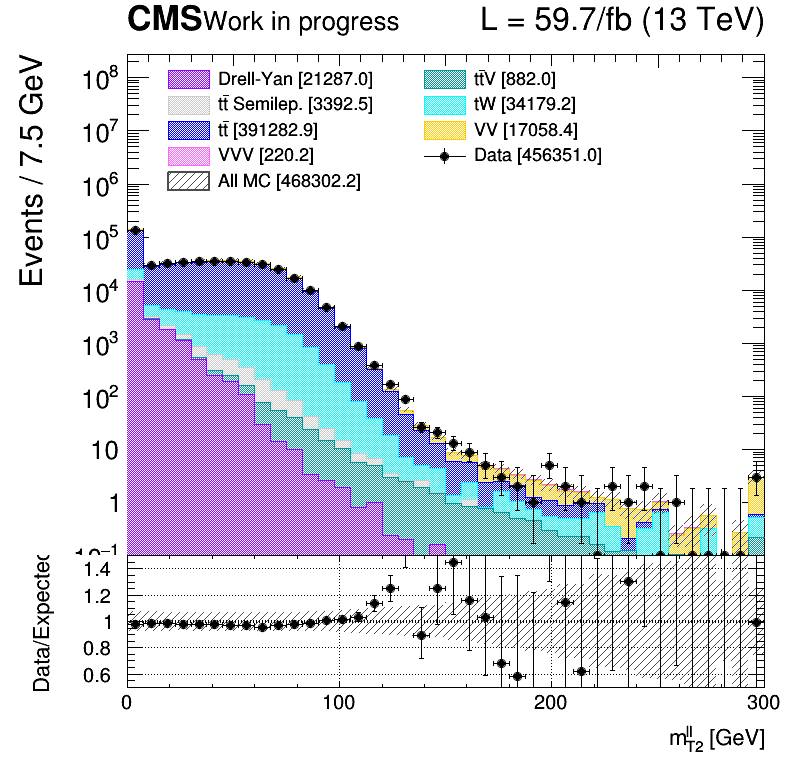 CMS Work in progress L = 59.7/fb (13 TeV)
Events / 7.5 GeV
10⁸
10⁷
10⁶
10⁵
10⁴
10³
10²
10
1
10⁻¹
Drell-Yan [21287.0]
tt̄ Semilep. [3392.5]
tt̄ [391282.9]
VVV [220.2]
All MC [468302.2]
tt̄V [882.0]
tW [34179.2]
VV [17058.4]
Data [456351.0]
Data/Expected
1.4
1.2
1
0.8
0.6
0 100 200 300
m_T2^ll [GeV]